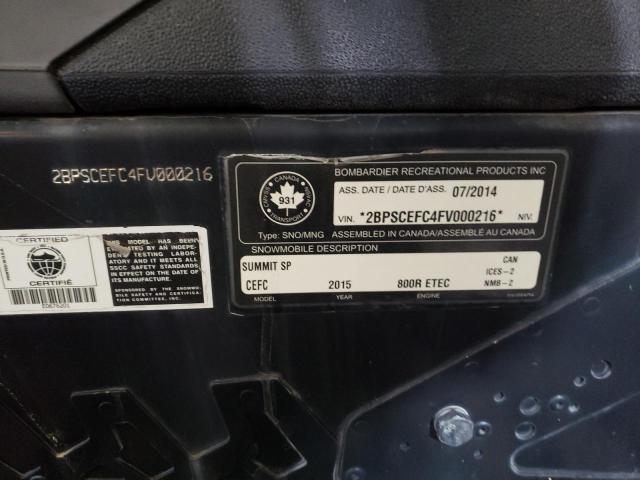 2BPSCEFC4FV000216
CERTIFIED
CERTIFIÉ
THIS MODEL HAS BEEN
EVALUATED BY AN INDEPEN-
DENT TESTING LABOR-
ATORY AND IT MEETS ALL
SSCC SAFETY STANDARDS
IN EFFECT ON THE DATE OF
ITS MANUFACTURE.
SPONSORED BY THE SNOWMO-
BILE SAFETY AND CERTIFICA-
TION COMMITTEE, INC.
CANADA
931
TRANSPORT
BOMBARDIER RECREATIONAL PRODUCTS INC
ASS. DATE / DATE D'ASS. 07/2014
VIN. *2BPSCEFC4FV000216* NIV.
Type: SNO/MNG ASSEMBLED IN CANADA/ASSEMBLÉ AU CANADA
SNOWMOBILE DESCRIPTION
SUMMIT SP CAN
ICES-2
CEFC 2015 800R ETEC NMB-2
MODEL YEAR ENGINE